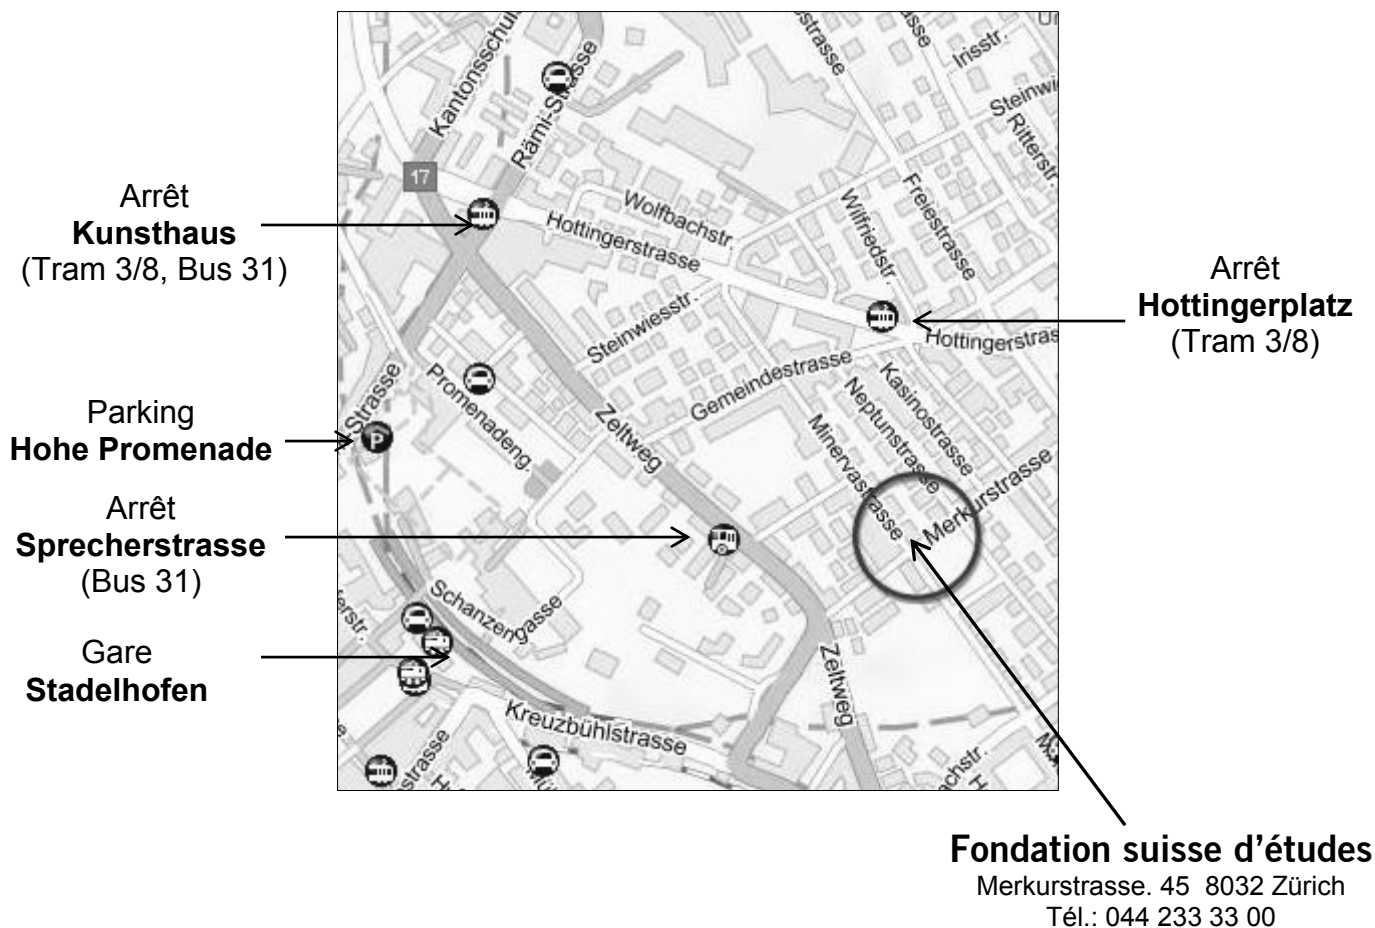 Arrêt
Kunsthaus
(Tram 3/8, Bus 31)
Parking
Hohe Promenade
Arrêt
Sprecherstrasse
(Bus 31)
Gare
Stadelhofen
Arrêt
Hottingerplatz
(Tram 3/8)
Fondation suisse d’études
Merkurstrasse. 45 8032 Zürich
Tél.: 044 233 33 00
Kantonsschul
Rämi-Strasse
17
Irisstr.
Steinwi
Ritterstr.
Freiestrasse
Wilfriedstr.
Wolfbachstr.
Hottingerstrasse
Steinwiesstr.
Gemeindestrasse
Hottingerstras
Kasinostrasse
Neptunstrasse
Minervastrasse
Merkurstrasse
Strasse
P
Promenadeng.
Zeltweg
Schanzengasse
Zeltweg
Kreuzbühlstrasse